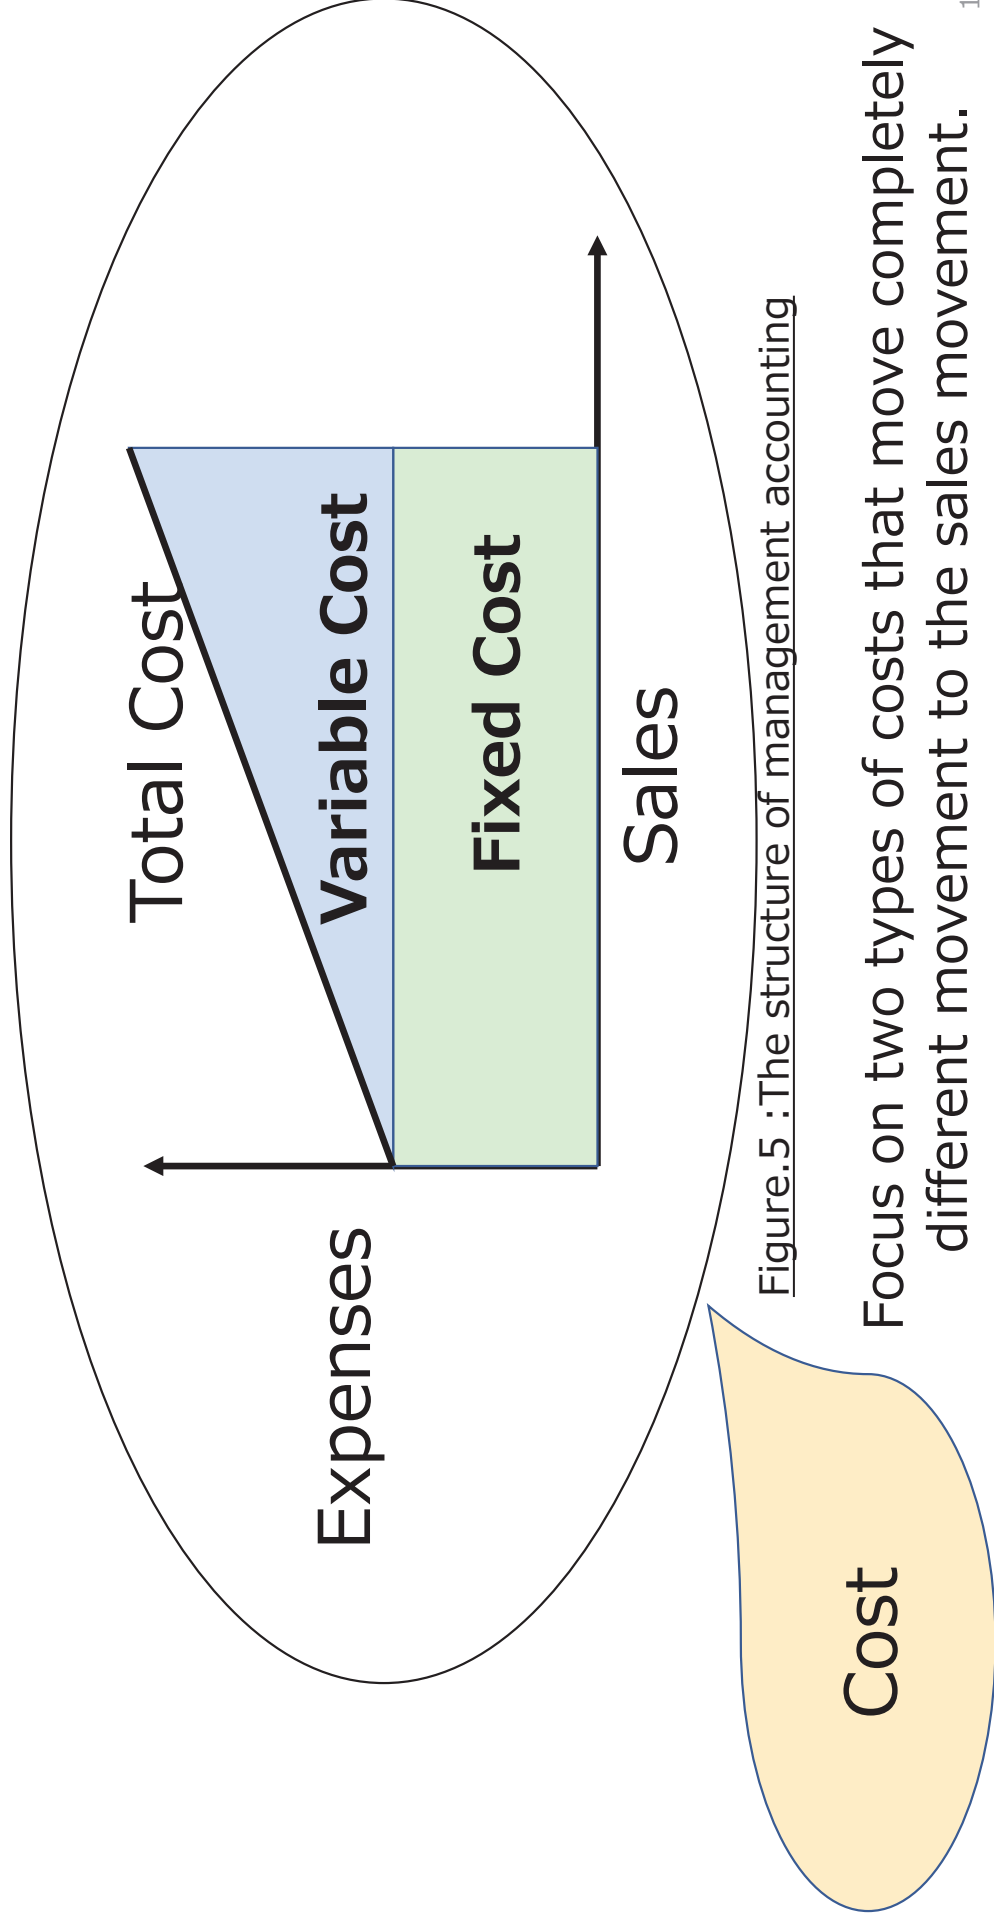 Total Cost
Expenses
Variable Cost
Fixed Cost
Sales
Figure.5 :The structure of management accounting
Cost
Focus on two types of costs that move completely
different movement to the sales movement.